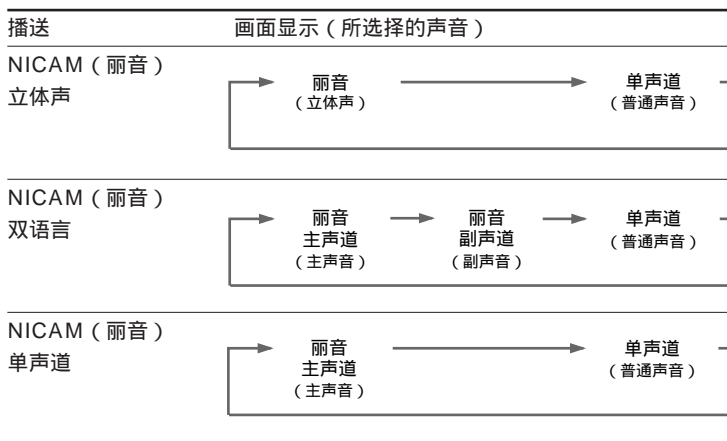 播送 画面显示（所选择的声音）
NICAM（丽音）
立体声
丽音 单声道
（立体声） （普通声音）
NICAM（丽音）
双语言
丽音 丽音 单声道
主声道 副声道 （普通声音）
（主声音） （副声音）
NICAM（丽音）
单声道
丽音 单声道
主声道 （普通声音）
（主声音）